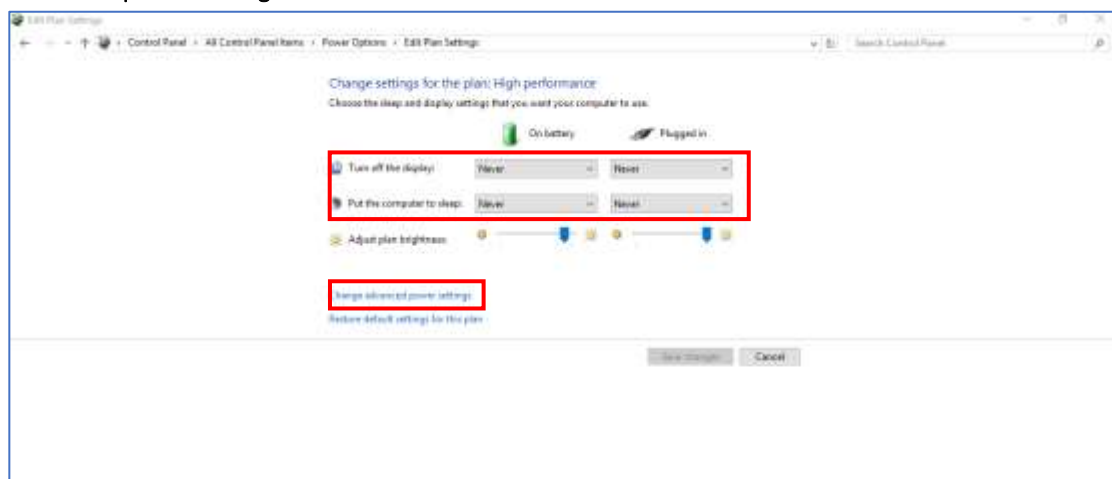 Edit Plan Settings
Control Panel › All Control Panel Items › Power Options › Edit Plan Settings
Search Control Panel
Change settings for the plan: High performance
Choose the sleep and display settings that you want your computer to use.
On battery Plugged in
Turn off the display: Never Never
Put the computer to sleep: Never Never
Adjust plan brightness:
Change advanced power settings
Restore default settings for this plan
Save changes Cancel